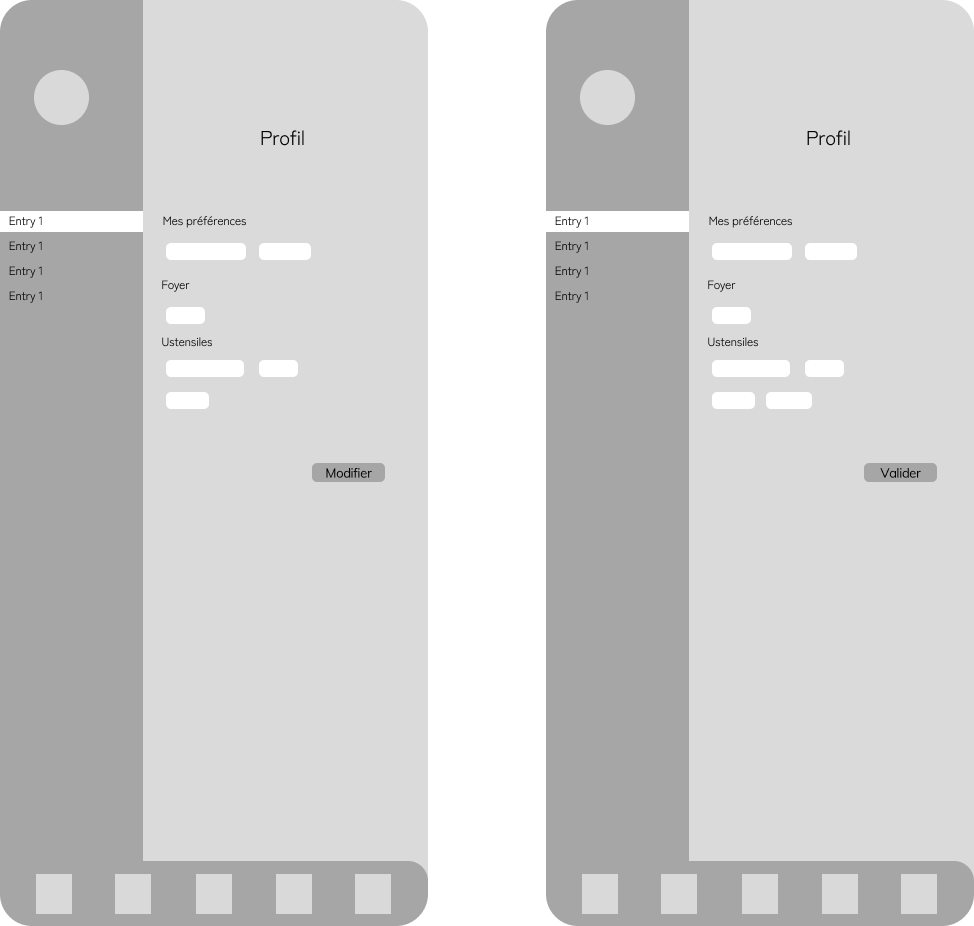 Profil
Entry 1
Entry 1
Entry 1
Entry 1
Mes préférences
Foyer
Ustensiles
Modifier
Profil
Entry 1
Entry 1
Entry 1
Entry 1
Mes préférences
Foyer
Ustensiles
Valider